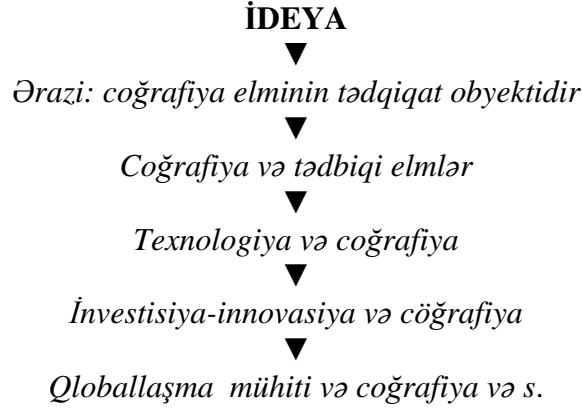 İDEYA
▼
Ərazi: coğrafiya elminin tədqiqat obyektidir
▼
Coğrafiya və tədbiqi elmlər
▼
Texnologiya və coğrafiya
▼
İnvestisiya-innovasiya və cöğrafiya
▼
Qloballaşma mühiti və coğrafiya və s.